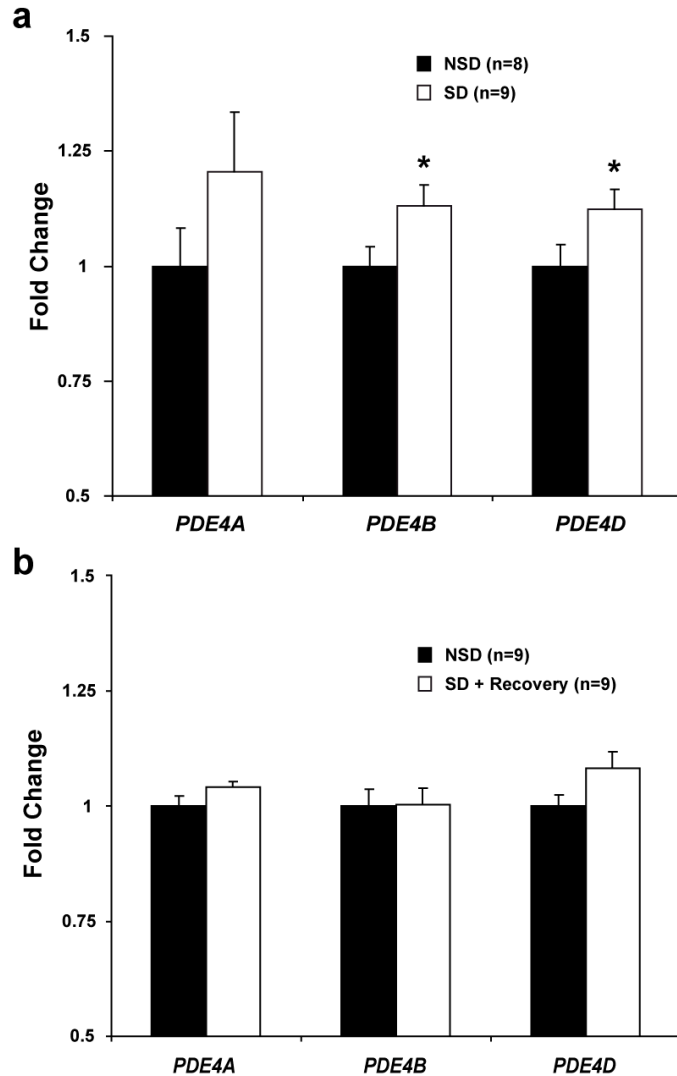 a
1.5
NSD (n=8)
SD (n=9)
1.25
* *
1
0.75
0.5
Fold Change
PDE4A PDE4B PDE4D
b
1.5
NSD (n=9)
SD + Recovery (n=9)
1.25
1
0.75
0.5
Fold Change
PDE4A PDE4B PDE4D